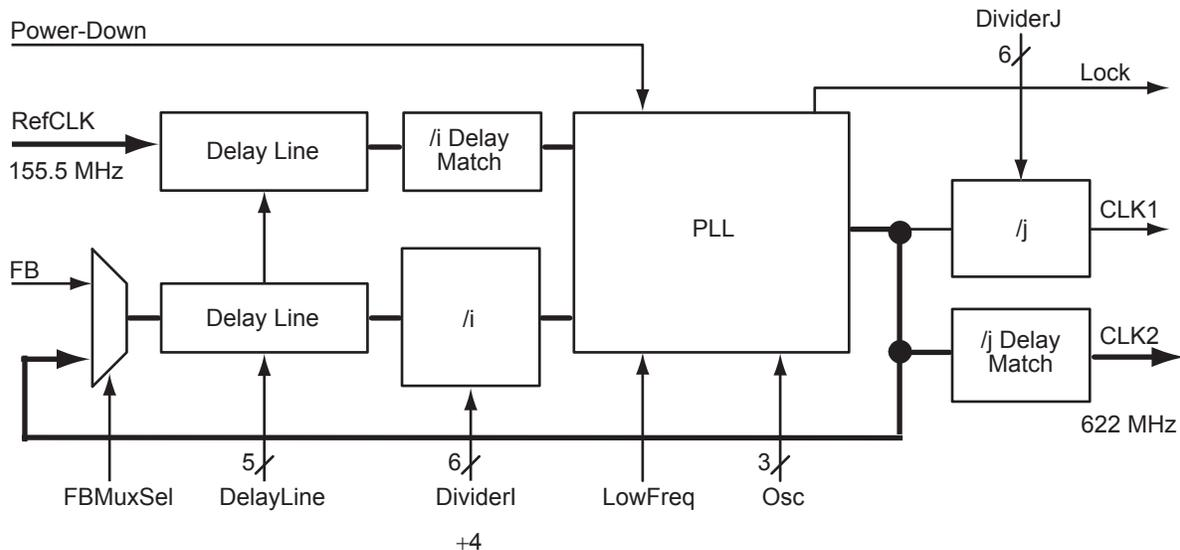 Power-Down
DividerJ
6
Lock
RefCLK
155.5 MHz
Delay Line
/i Delay
Match
PLL
/j
CLK1
FB
Delay Line
/i
/j Delay
Match
CLK2
622 MHz
5
6
3
FBMuxSel
DelayLine
DividerI
LowFreq
Osc
+4